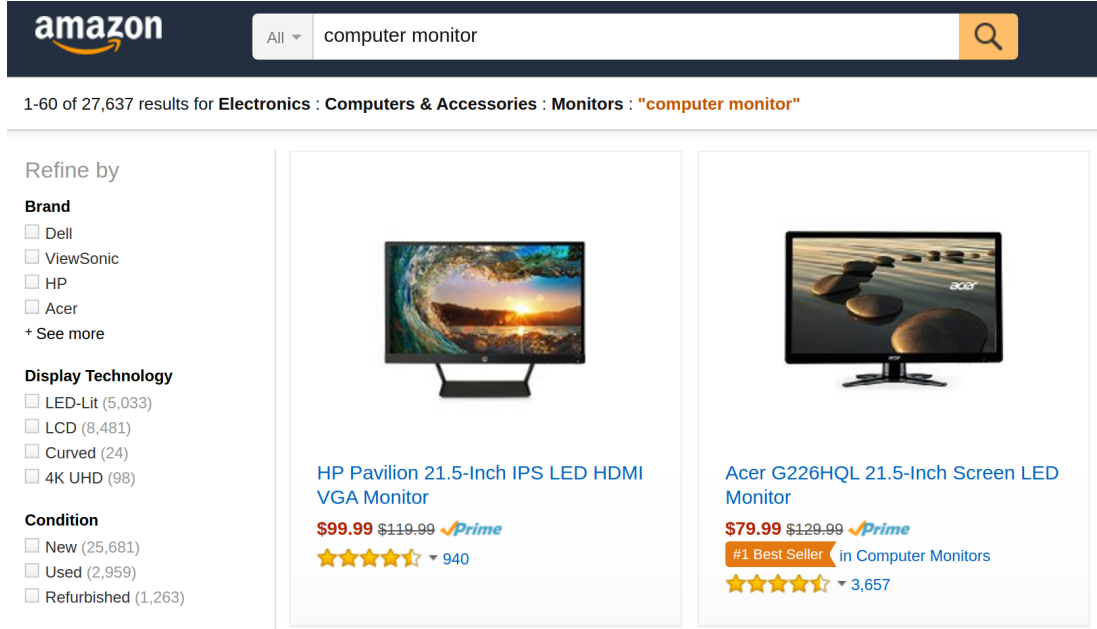 amazon
All computer monitor
1-60 of 27,637 results for Electronics : Computers & Accessories : Monitors : "computer monitor"
Refine by
Brand
Dell
ViewSonic
HP
Acer
+ See more
Display Technology
LED-Lit (5,033)
LCD (8,481)
Curved (24)
4K UHD (98)
Condition
New (25,681)
Used (2,959)
Refurbished (1,263)
HP Pavilion 21.5-Inch IPS LED HDMI
VGA Monitor
$99.99 $119.99 Prime
940
acer
acer
Acer G226HQL 21.5-Inch Screen LED
Monitor
$79.99 $129.99 Prime
#1 Best Seller in Computer Monitors
3,657